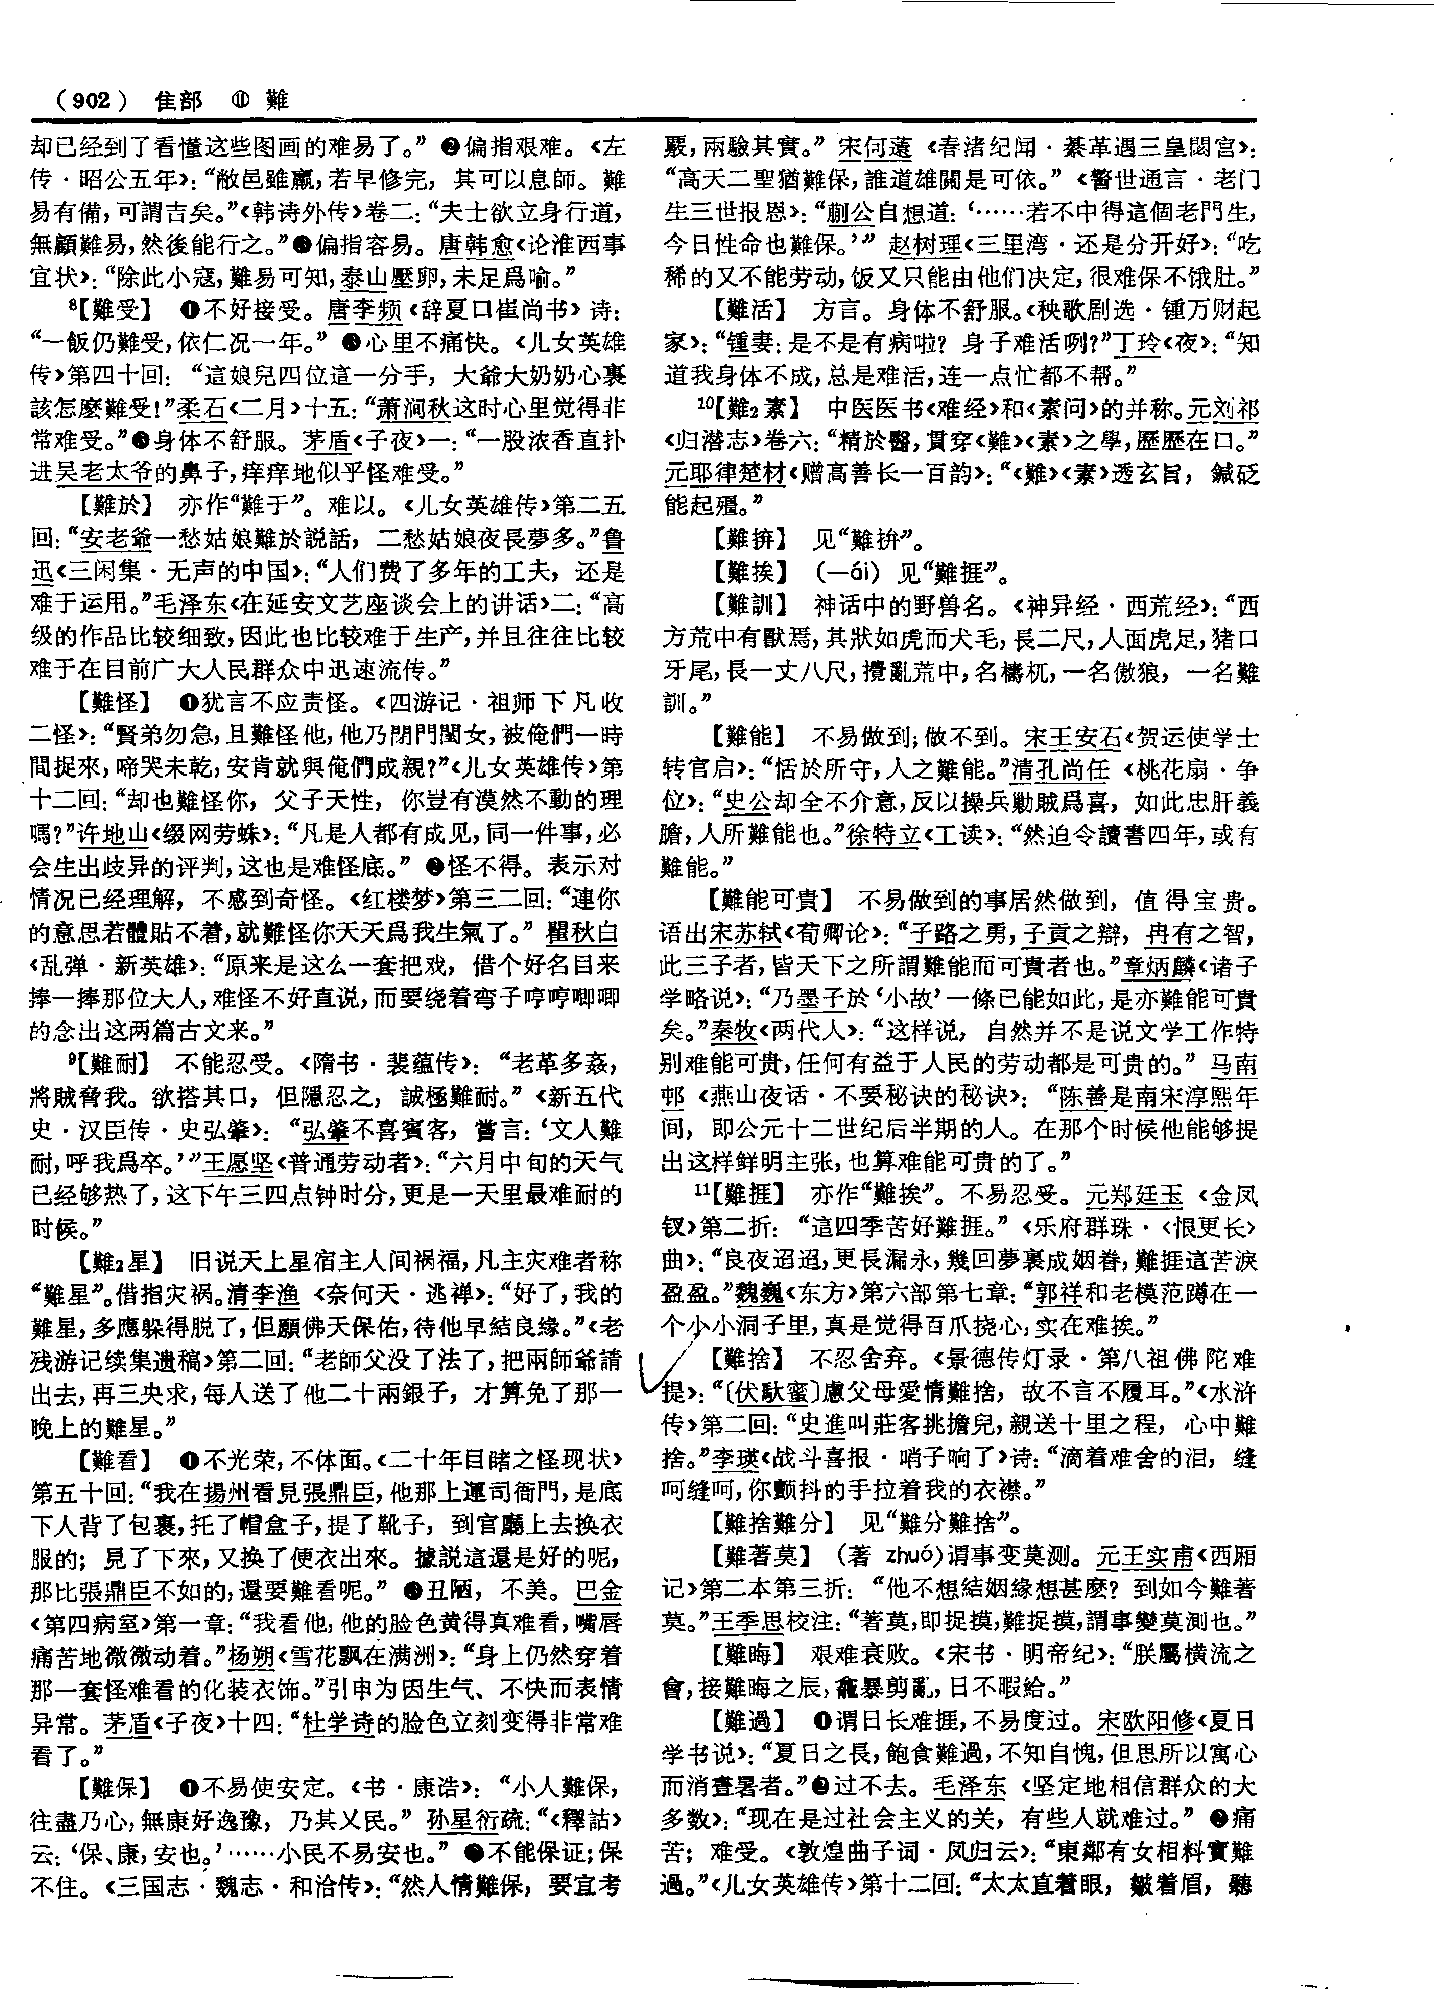 （902） 隹部 ⑪ 難
却已经到了看懂这些图画的难易了。”❷偏指艰难。《左
传·昭公五年》：“敝邑雖羸，若早修完，其可以息師。難
易有備，可謂吉矣。”《韩诗外传》卷二：“夫士欲立身行道，
無顧難易，然後能行之。”❸偏指容易。唐韩愈《论淮西事
宜状》：“除此小寇，難易可知，泰山壓卵，未足爲喻。”
⁸【難受】 ❶不好接受。唐李频《辞夏口崔尚书》诗：
“一飯仍難受，依仁况一年。”❷心里不痛快。《儿女英雄
传》第四十回：“這娘兒四位這一分手，大爺大奶奶心裏
該怎麽難受！”柔石《二月》十五：“萧涧秋这时心里觉得非
常难受。”❸身体不舒服。茅盾《子夜》一：“一股浓香直扑
进吴老太爷的鼻子，痒痒地似乎怪难受。”
【難於】 亦作“難于”。难以。《儿女英雄传》第二五
回：“安老爺一愁姑娘難於説話，二愁姑娘夜長夢多。”鲁
迅《三闲集·无声的中国》：“人们费了多年的工夫，还是
难于运用。”毛泽东《在延安文艺座谈会上的讲话》二：“高
级的作品比较细致，因此也比较难于生产，并且往往比较
难于在目前广大人民群众中迅速流传。”
【難怪】 ❶犹言不应责怪。《四游记·祖师下凡收
二怪》：“賢弟勿急，且難怪他，他乃閉門閨女，被俺們一時
間捉來，啼哭未乾，安肯就與俺們成親？”《儿女英雄传》第
十二回：“却也難怪你，父子天性，你豈有漠然不動的理
嗎？”许地山《缀网劳蛛》：“凡是人都有成见，同一件事，必
会生出歧异的评判，这也是难怪底。”❷怪不得。表示对
情况已经理解，不感到奇怪。《红楼梦》第三二回：“連你
的意思若體貼不着，就難怪你天天爲我生氣了。”瞿秋白
《乱弹·新英雄》：“原来是这么一套把戏，借个好名目来
捧一捧那位大人，难怪不好直说，而要绕着弯子哼哼唧唧
的念出这两篇古文来。”
⁹【難耐】 不能忍受。《隋书·裴蕴传》：“老革多姦，
將賊脅我。欲搭其口，但隱忍之，誠極難耐。”《新五代
史·汉臣传·史弘肇》：“弘肇不喜賓客，嘗言：‘文人難
耐，呼我爲卒。’”王愿坚《普通劳动者》：“六月中旬的天气
已经够热了，这下午三四点钟时分，更是一天里最难耐的
时候。”
【難₂星】 旧说天上星宿主人间祸福，凡主灾难者称
“難星”。借指灾祸。清李渔《奈何天·逃禅》：“好了，我的
難星，多應躲得脱了，但願佛天保佑，待他早結良緣。”《老
残游记续集遗稿》第二回：“老師父没了法了，把兩師爺請
出去，再三央求，每人送了他二十兩銀子，才算免了那一
晚上的難星。”
【難看】 ❶不光荣，不体面。《二十年目睹之怪现状》
第五十回：“我在揚州看見張鼎臣，他那上運司衙門，是底
下人背了包裹，托了帽盒子，提了靴子，到官廳上去换衣
服的；見了下來，又换了便衣出來。據説這還是好的呢，
那比張鼎臣不如的，還要難看呢。”❷丑陋，不美。巴金
《第四病室》第一章：“我看他，他的脸色黄得真难看，嘴唇
痛苦地微微动着。”杨朔《雪花飘在满洲》：“身上仍然穿着
那一套怪难看的化装衣饰。”引申为因生气、不快而表情
异常。茅盾《子夜》十四：“杜学诗的脸色立刻变得非常难
看了。”
【難保】 ❶不易使安定。《书·康诰》：“小人難保，
往盡乃心，無康好逸豫，乃其乂民。”孙星衍疏：“《釋詁》
云：‘保、康，安也。’……小民不易安也。”❷不能保证；保
不住。《三国志·魏志·和洽传》：“然人情難保，要宜考
覈，兩驗其實。”宋何薳《春渚纪闻·綦革遇三皇閟宫》：
“高天二聖猶難保，誰道雄關是可依。”《警世通言·老门
生三世报恩》：“蒯公自想道：‘……若不中得這個老門生，
今日性命也難保。’”赵树理《三里湾·还是分开好》：“吃
稀的又不能劳动，饭又只能由他们决定，很难保不饿肚。”
【難活】 方言。身体不舒服。《秧歌剧选·锺万财起
家》：“锺妻：是不是有病啦？身子难活咧？”丁玲《夜》：“知
道我身体不成，总是难活，连一点忙都不帮。”
¹⁰【難₂素】 中医医书《难经》和《素问》的并称。元刘祁
《归潜志》卷六：“精於醫，貫穿《難》《素》之學，歷歷在口。”
元耶律楚材《赠高善长一百韵》：“《難》《素》透玄旨，鍼砭
能起殭。”
【難拚】 见“難拚”。
【難挨】 （—ái）见“難捱”。
【難訓】 神话中的野兽名。《神异经·西荒经》：“西
方荒中有獸焉，其狀如虎而犬毛，長二尺，人面虎足，猪口
牙尾，長一丈八尺，攪亂荒中，名檮杌，一名傲狼，一名難
訓。”
【難能】 不易做到；做不到。宋王安石《贺运使学士
转官启》：“恬於所守，人之難能。”清孔尚任《桃花扇·争
位》：“史公却全不介意，反以操兵勦賊爲喜，如此忠肝義
膽，人所難能也。”徐特立《工读》：“然迫令讀書四年，或有
難能。”
【難能可貴】 不易做到的事居然做到，值得宝贵。
语出宋苏轼《荀卿论》：“子路之勇，子貢之辯，冉有之智，
此三子者，皆天下之所謂難能而可貴者也。”章炳麟《诸子
学略说》：“乃墨子於‘小故’一條已能如此，是亦難能可貴
矣。”秦牧《两代人》：“这样说，自然并不是说文学工作特
别难能可贵，任何有益于人民的劳动都是可贵的。”马南
邨《燕山夜话·不要秘诀的秘诀》：“陈善是南宋淳熙年
间，即公元十二世纪后半期的人。在那个时候他能够提
出这样鲜明主张，也算难能可贵的了。”
¹¹【難捱】 亦作“難挨”。不易忍受。元郑廷玉《金凤
钗》第二折：“這四季苦好難捱。”《乐府群珠·〈恨更长〉
曲》：“良夜迢迢，更長漏永，幾回夢裏成姻眷，難捱這苦淚
盈盈。”魏巍《东方》第六部第七章：“郭祥和老模范蹲在一
个小小洞子里，真是觉得百爪挠心，实在难挨。”
【難捨】 不忍舍弃。《景德传灯录·第八祖佛陀难
提》：“〔伏馱蜜〕慮父母愛情難捨，故不言不履耳。”《水浒
传》第二回：“史進叫莊客挑擔兒，親送十里之程，心中難
捨。”李瑛《战斗喜报·哨子响了》诗：“滴着难舍的泪，缝
呵缝呵，你颤抖的手拉着我的衣襟。”
【難捨難分】 见“難分難捨”。
【難著莫】 （著 zhuó）谓事变莫测。元王实甫《西厢
记》第二本第三折：“他不想結姻緣想甚麽？到如今難著
莫。”王季思校注：“著莫，即捉摸，難捉摸，謂事變莫測也。”
【難晦】 艰难衰败。《宋书·明帝纪》：“朕屬横流之
會，接難晦之辰，龕暴剪亂，日不暇給。”
【難過】 ❶谓日长难捱，不易度过。宋欧阳修《夏日
学书说》：“夏日之長，飽食難過，不知自愧，但思所以寓心
而消晝暑者。”❷过不去。毛泽东《坚定地相信群众的大
多数》：“现在是过社会主义的关，有些人就难过。”❸痛
苦；难受。《敦煌曲子词·凤归云》：“東鄰有女相料實難
過。”《儿女英雄传》第十二回：“太太直着眼，皺着眉，聽